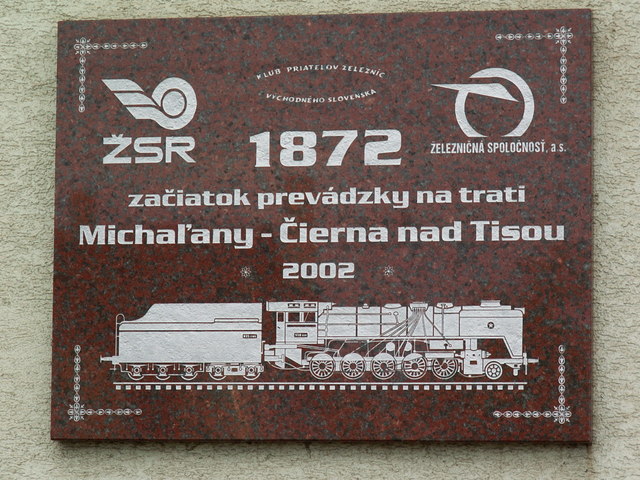 KLUB PRIATEĽOV ŽELEZNÍC
VÝCHODNÉHO SLOVENSKA
ŽSR
1872
ŽELEZNIČNÁ SPOLOČNOSŤ, a.s.
začiatok prevádzky na trati
Michaľany - Čierna nad Tisou
2002